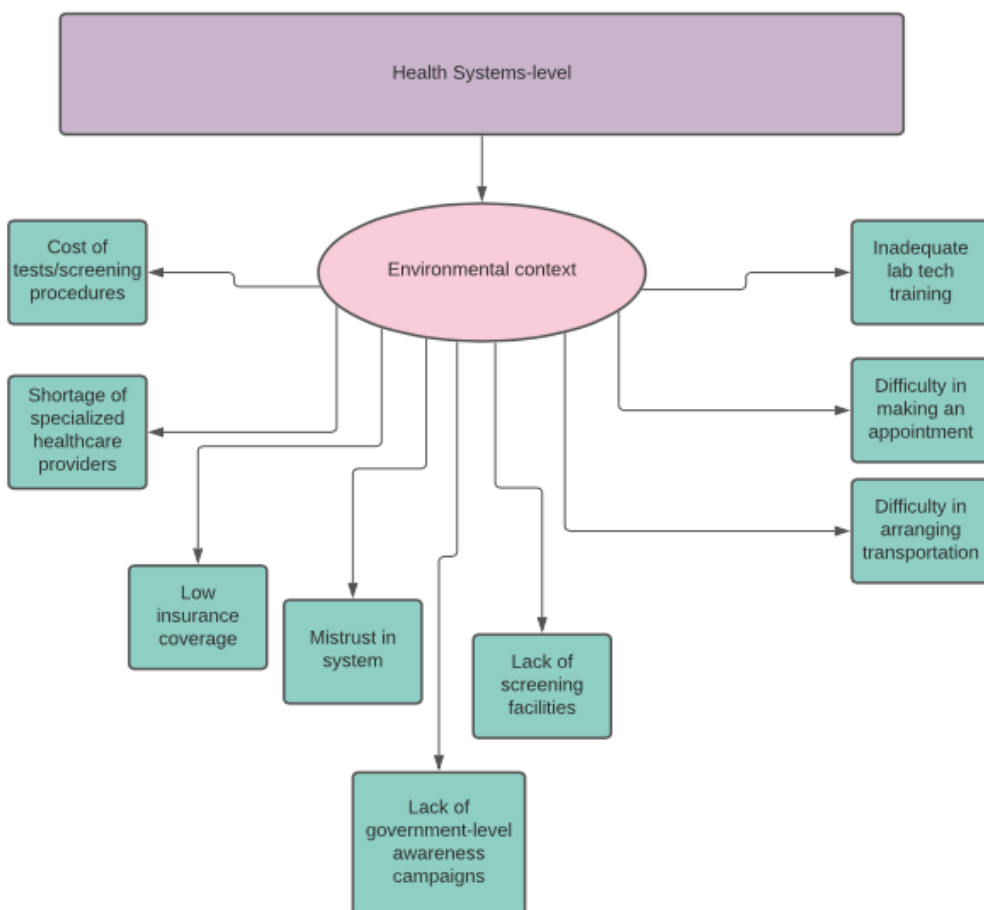 Health Systems-level
Environmental context
Cost of
tests/screening
procedures
Inadequate
lab tech
training
Shortage of
specialized
healthcare
providers
Difficulty in
making an
appointment
Difficulty in
arranging
transportation
Low
insurance
coverage
Mistrust in
system
Lack of
screening
facilities
Lack of
government-level
awareness
campaigns